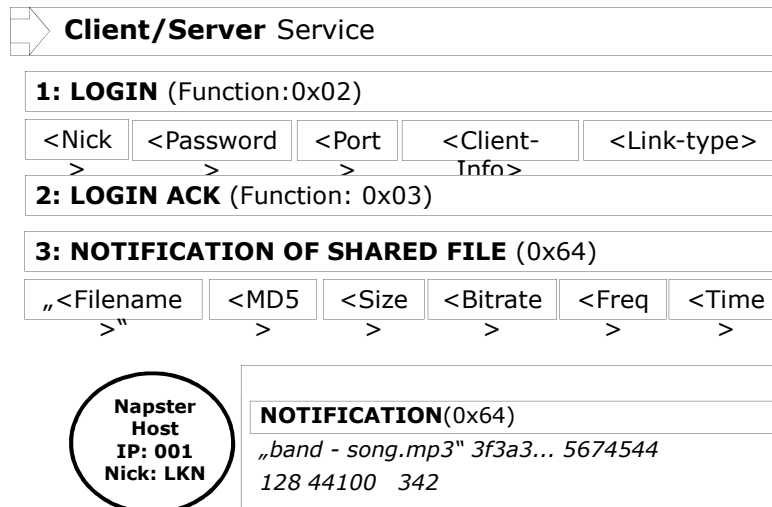 Client/Server Service
1: LOGIN (Function:0x02)
<Nick> <Password> <Port> <Client-Info> <Link-type>
2: LOGIN ACK (Function: 0x03)
3: NOTIFICATION OF SHARED FILE (0x64)
„<Filename>“ <MD5> <Size> <Bitrate> <Freq> <Time>
Napster
Host
IP: 001
Nick: LKN
NOTIFICATION(0x64)
„band - song.mp3“ 3f3a3... 5674544
128 44100 342